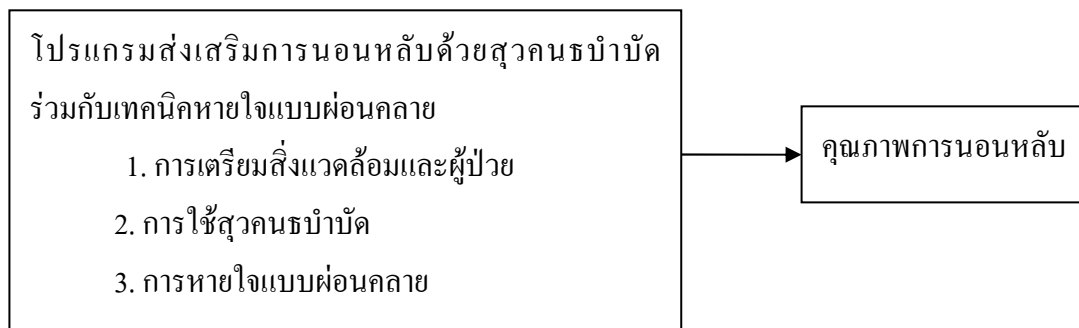 โปรแกรมส่งเสริมการนอนหลับด้วยสุวคนธบำบัด
ร่วมกับเทคนิคหายใจแบบผ่อนคลาย
1. การเตรียมสิ่งแวดล้อมและผู้ป่วย
2. การใช้สุวคนธบำบัด
3. การหายใจแบบผ่อนคลาย
คุณภาพการนอนหลับ